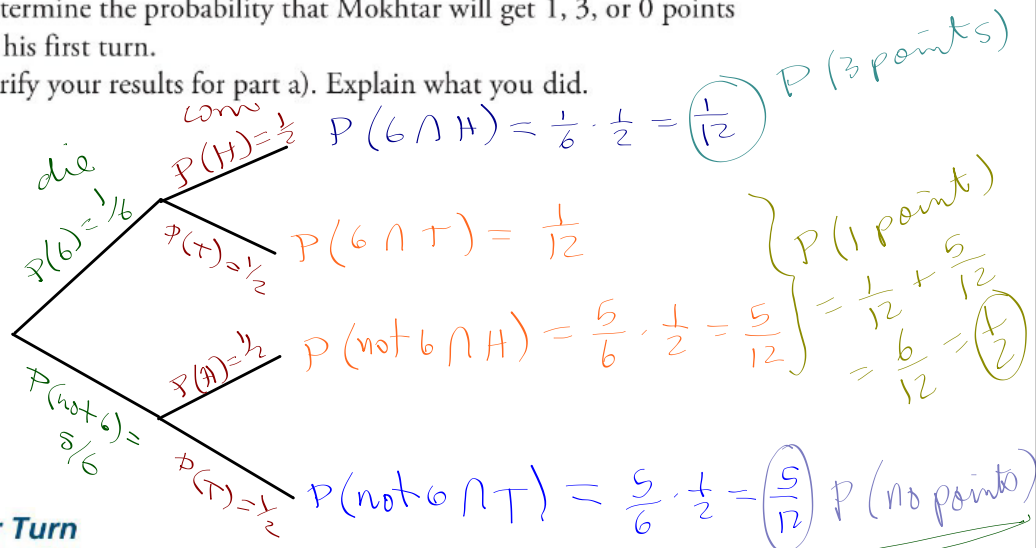 termine the probability that Mokhtar will get 1, 3, or 0 points
his first turn.
rify your results for part a). Explain what you did.
die
P(6) = 1/6
P(not 6) =
5/6
P(H) = 1/2
P(T) = 1/2
P(H) = 1/2
P(T) = 1/2
P(6 ∩ H) = 1/6 · 1/2 = 1/12
P(3 points)
P(6 ∩ T) = 1/12
P(not 6 ∩ H) = 5/6 · 1/2 = 5/12
P(1 point)
= 1/12 + 5/12
= 6/12 = 1/2
P(not 6 ∩ T) = 5/6 · 1/2 = 5/12 P(no points)
Turn